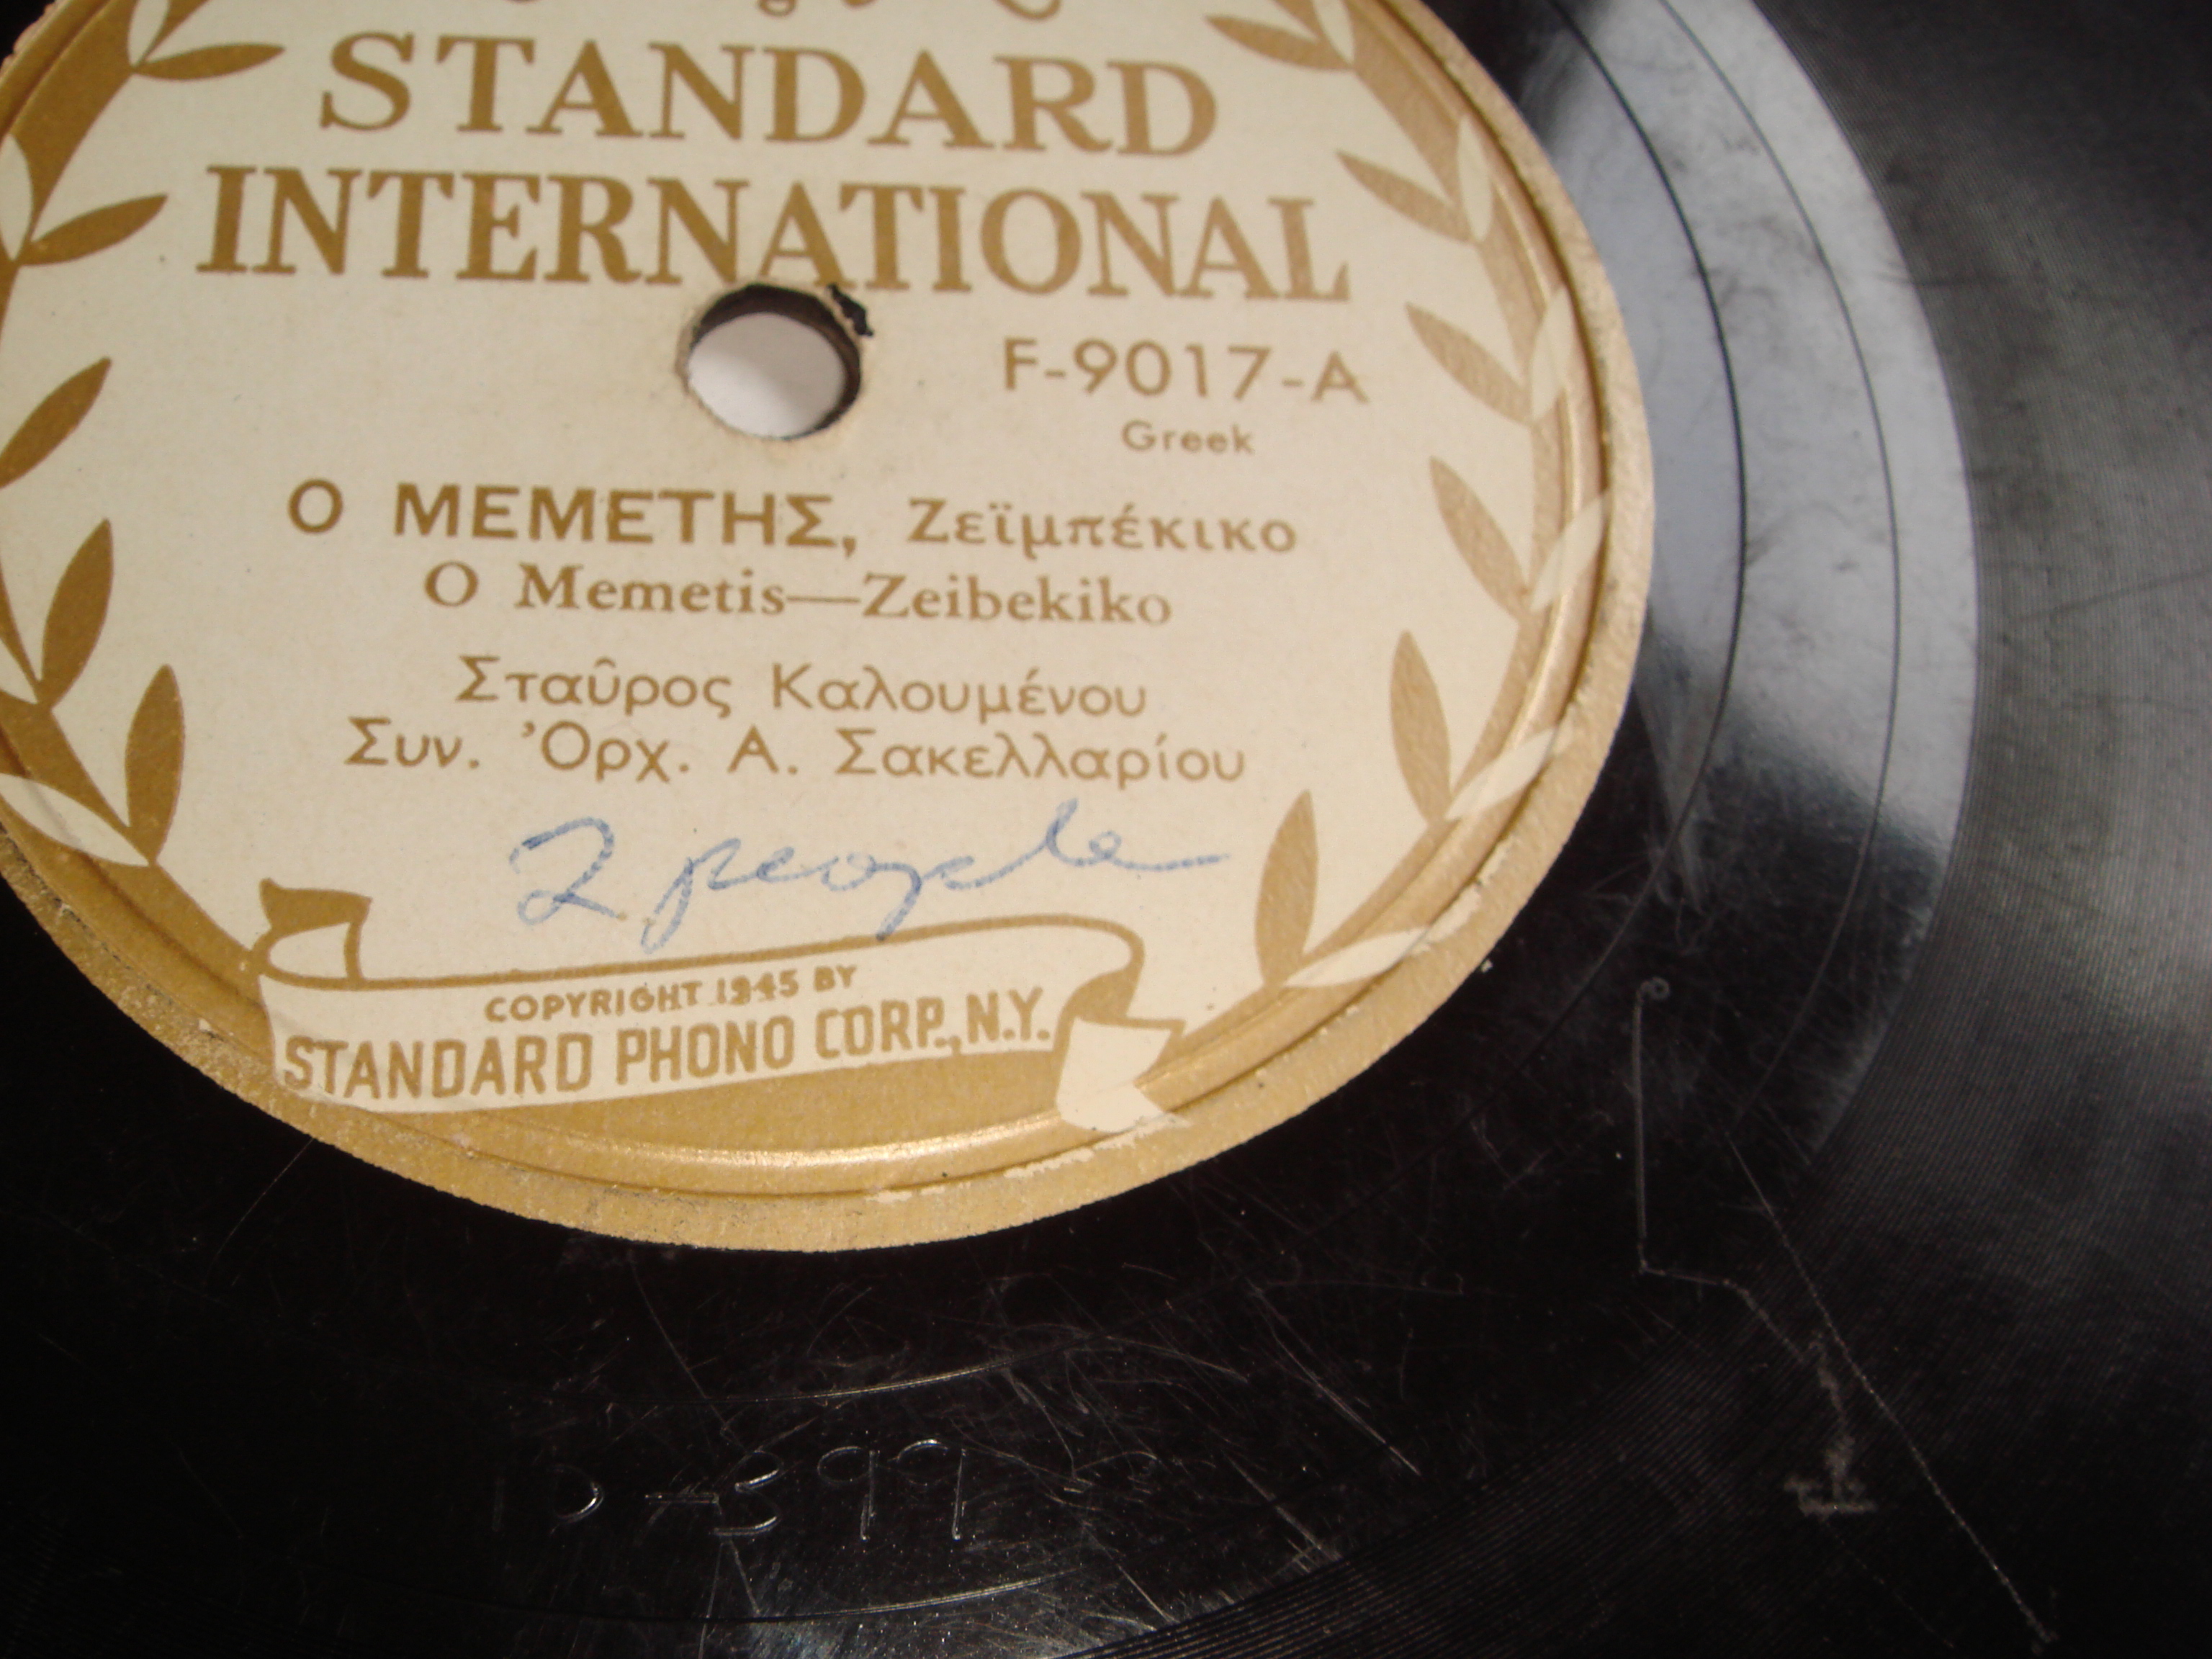 STANDARD
INTERNATIONAL
F-9017-A
Greek
Ο ΜΕΜΕΤΗΣ, Ζεϊμπέκικο
O Memetis—Zeibekiko
Σταῦρος Καλουμένου
Συν. Ὀρχ. Α. Σακελλαρίου
2 people
COPYRIGHT 1945 BY
STANDARD PHONO CORP., N.Y.